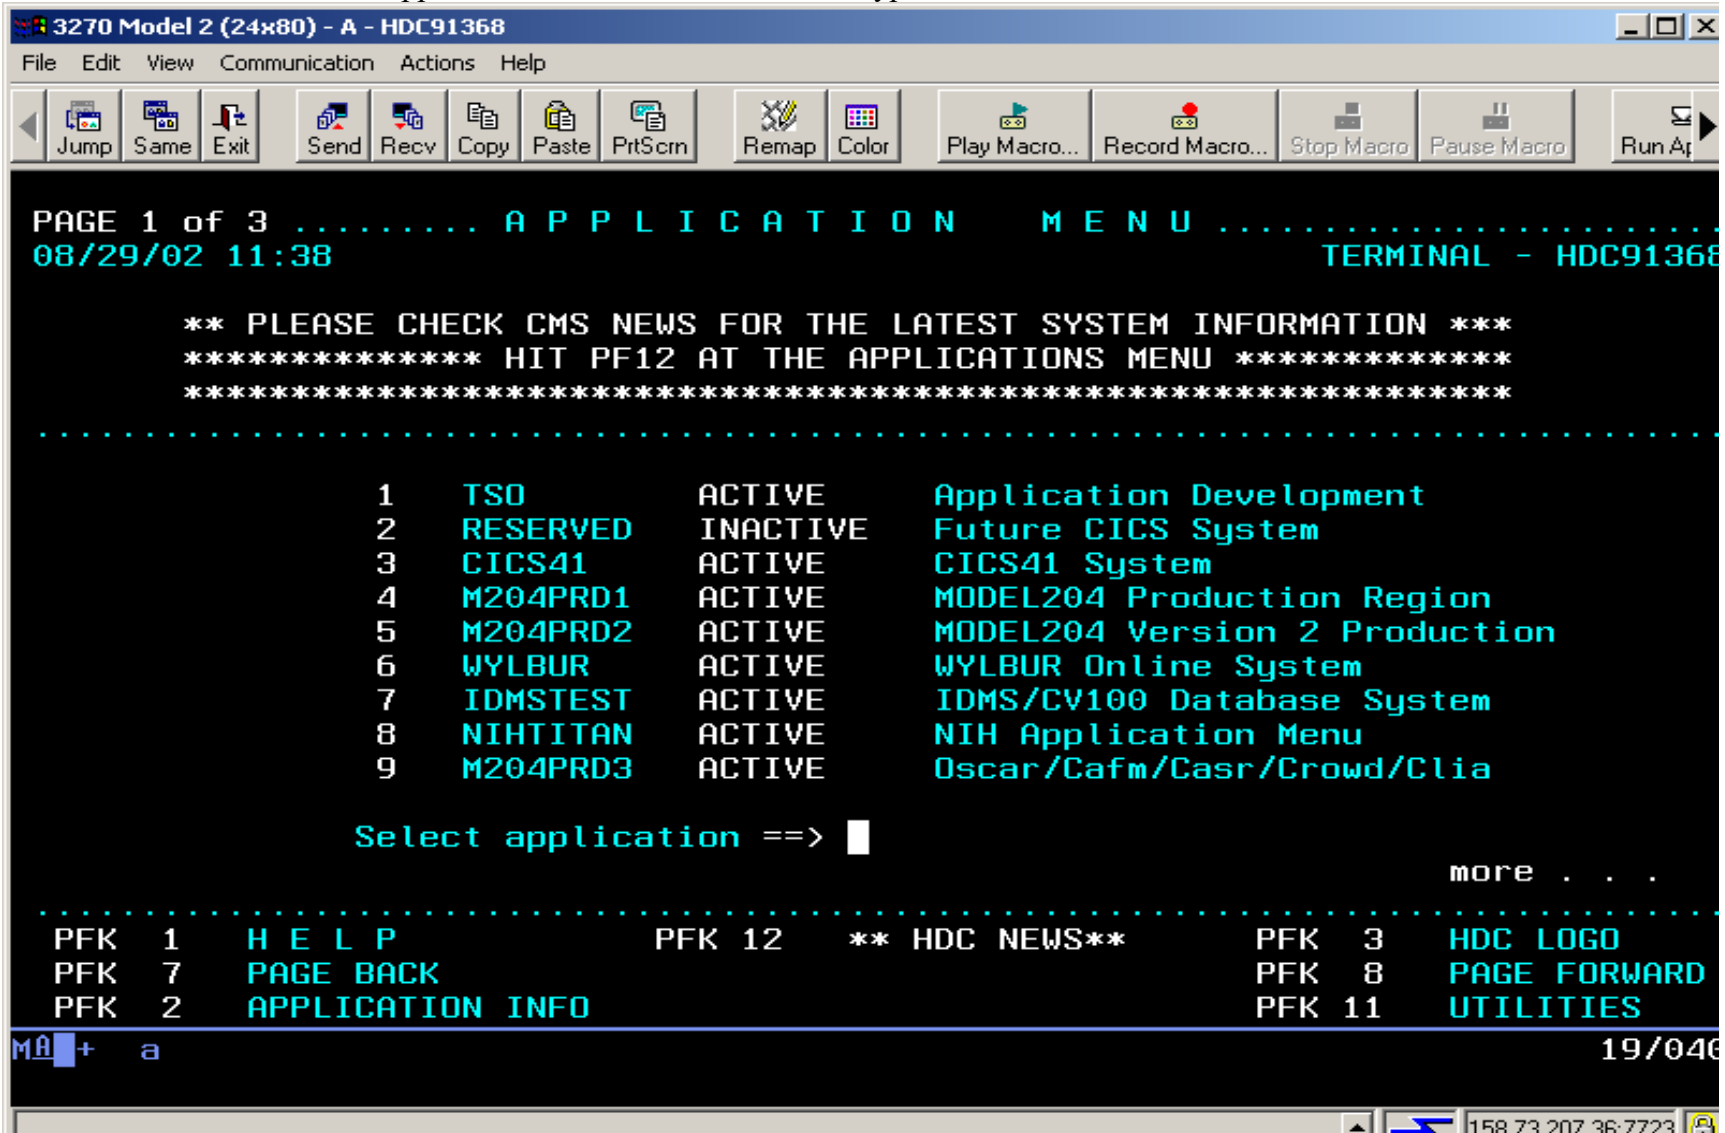 3270 Model 2 (24x80) - A - HDC91368
File Edit View Communication Actions Help
Jump Same Exit Send Recv Copy Paste PrtScrn Remap Color Play Macro... Record Macro... Stop Macro Pause Macro Run Ap
PAGE 1 of 3 ......... A P P L I C A T I O N M E N U ........................
08/29/02 11:38 TERMINAL - HDC91368
** PLEASE CHECK CMS NEWS FOR THE LATEST SYSTEM INFORMATION ***
************** HIT PF12 AT THE APPLICATIONS MENU *************
**************************************************************
...............................................................................
1 TSO ACTIVE Application Development
2 RESERVED INACTIVE Future CICS System
3 CICS41 ACTIVE CICS41 System
4 M204PRD1 ACTIVE MODEL204 Production Region
5 M204PRD2 ACTIVE MODEL204 Version 2 Production
6 WYLBUR ACTIVE WYLBUR Online System
7 IDMSTEST ACTIVE IDMS/CV100 Database System
8 NIHTITAN ACTIVE NIH Application Menu
9 M204PRD3 ACTIVE Oscar/Cafm/Casr/Crowd/Clia
Select application ==>
more . . .
...............................................................................
PFK 1 H E L P PFK 12 ** HDC NEWS** PFK 3 HDC LOGO
PFK 7 PAGE BACK PFK 8 PAGE FORWARD
PFK 2 APPLICATION INFO PFK 11 UTILITIES
MA + a 19/040
158.73.207.36:7723